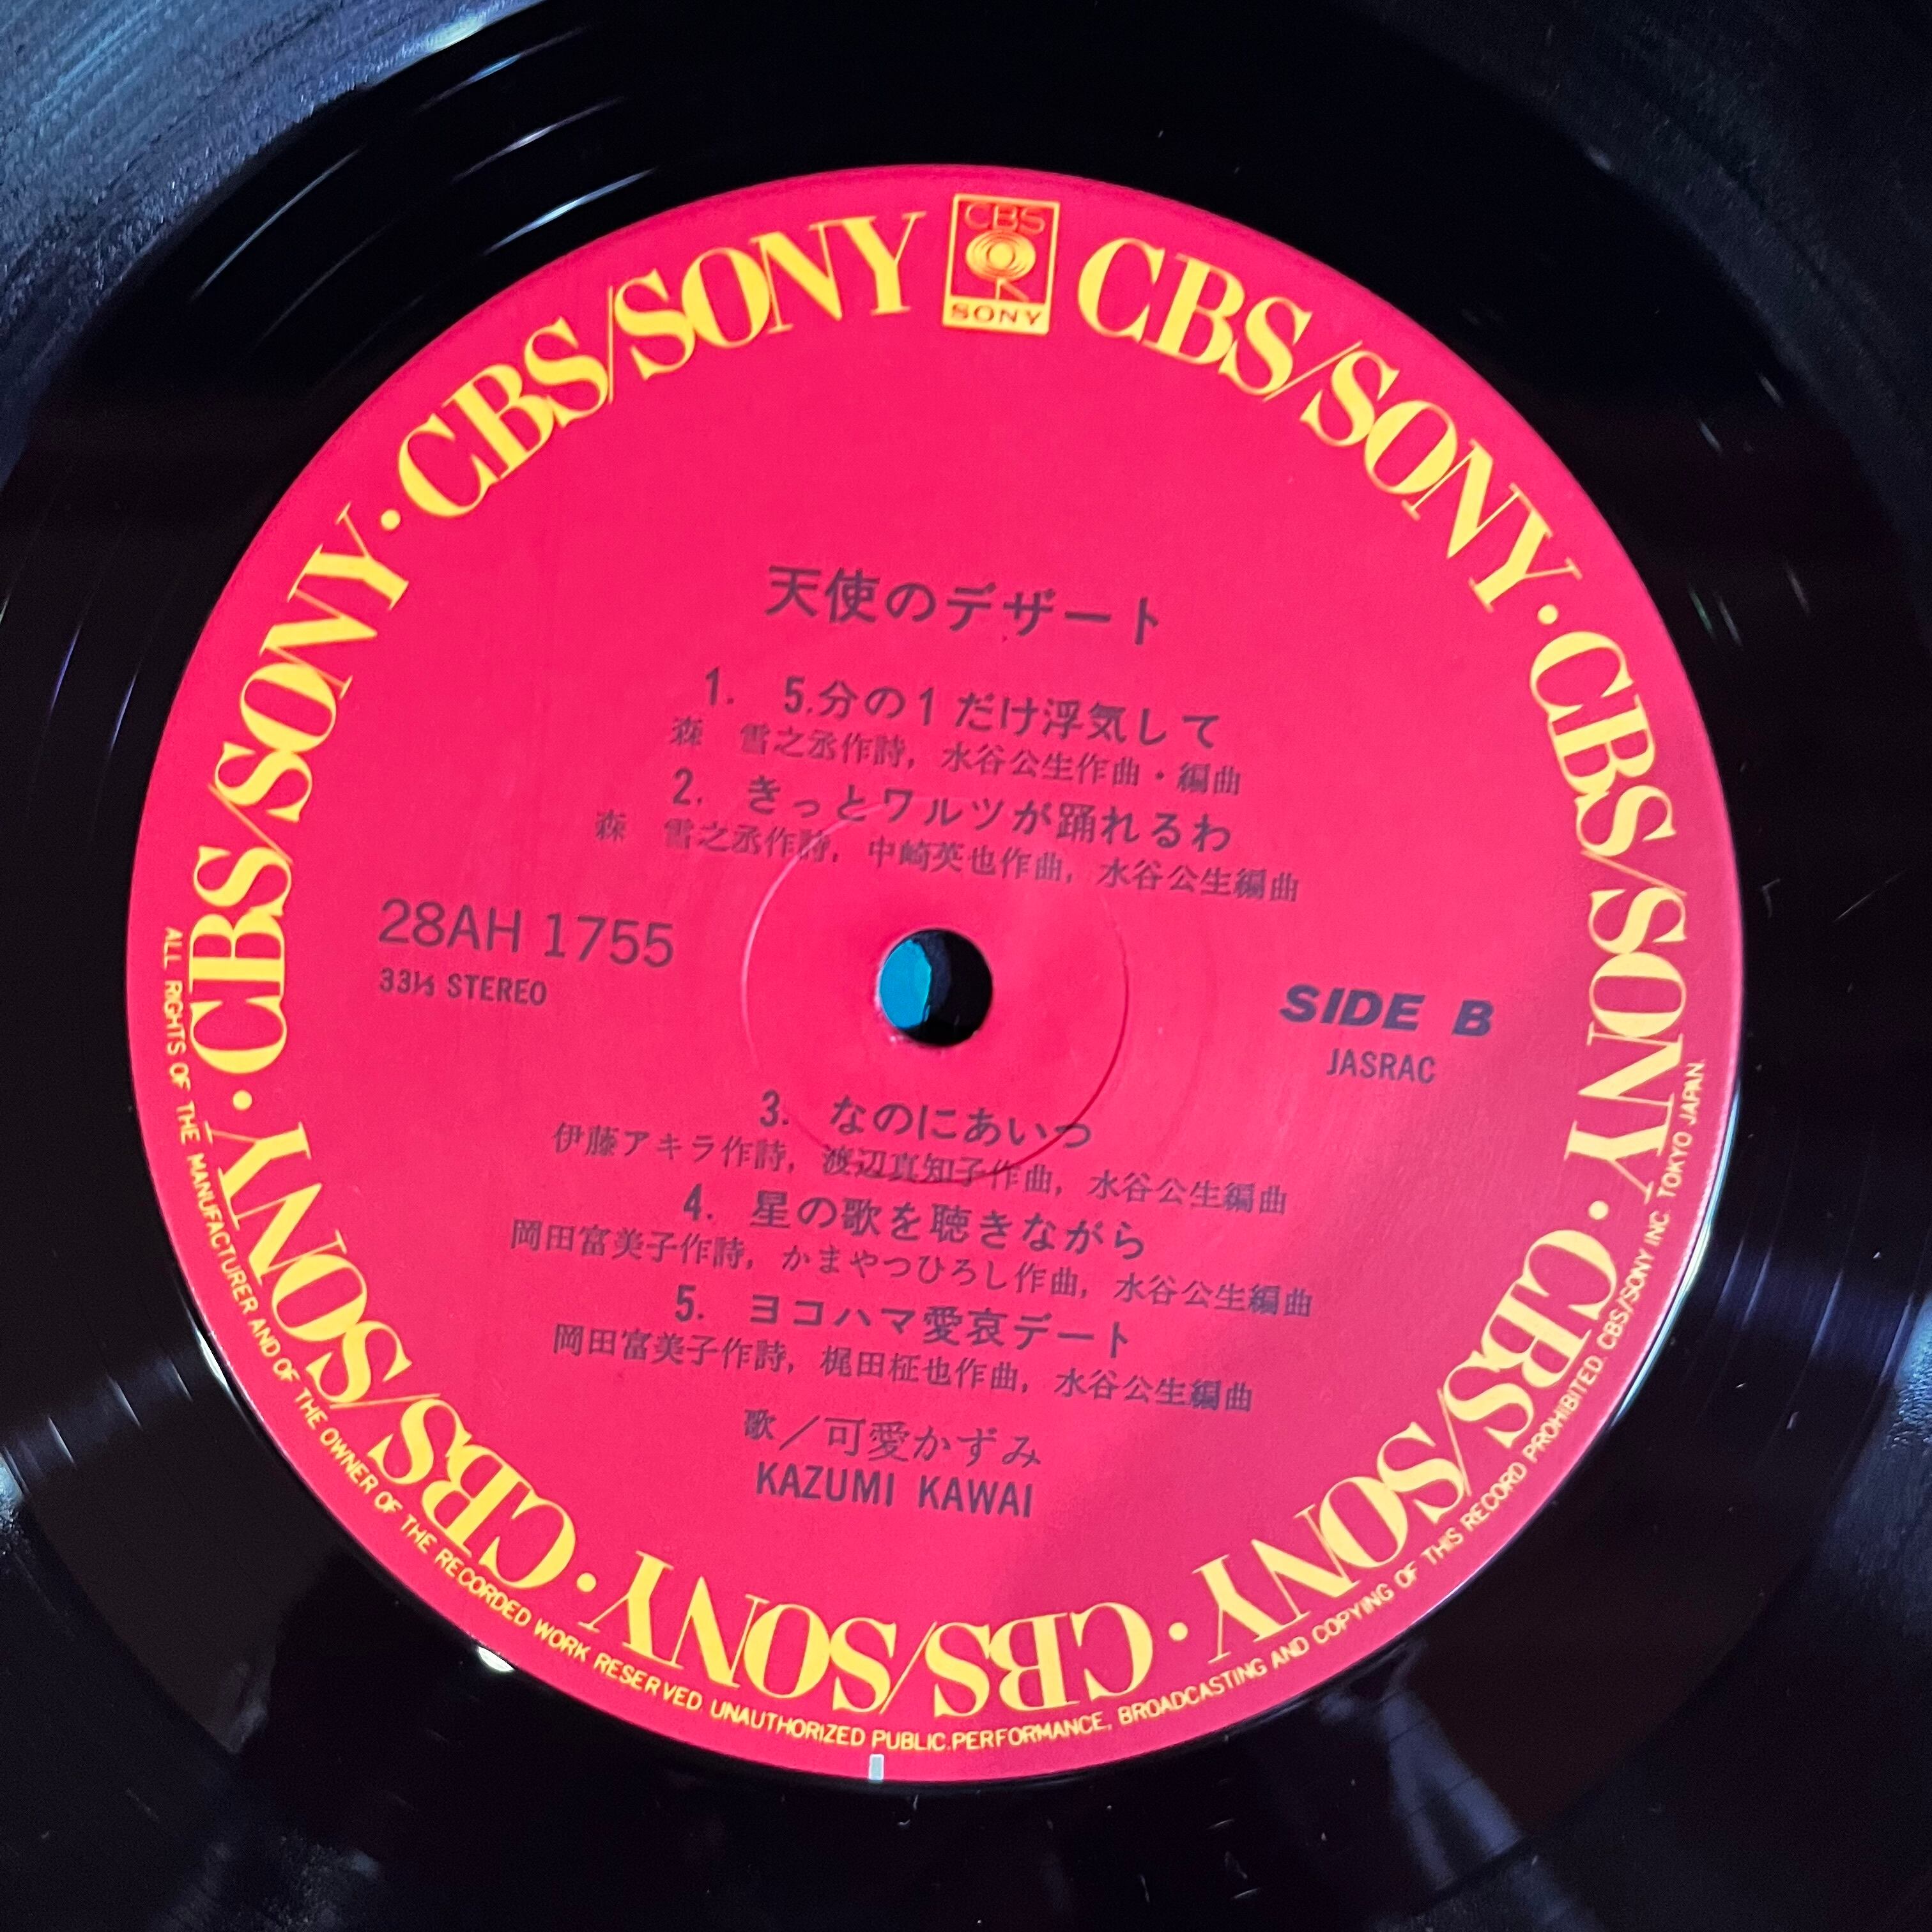 CBS
SONY
CBS/SONY · CBS/SONY · CBS/SONY · CBS/SONY · CBS/SONY · CBS/SONY · CBS/SONY
天使のデザート
1. 5.分の1だけ浮気して
森 雪之丞作詩, 水谷公生作曲・編曲
2. きっとワルツが踊れるわ
森 雪之丞作詩, 中崎英也作曲, 水谷公生編曲
28AH 1755
33⅓ STEREO
SIDE B
JASRAC
3. なのにあいつ
伊藤アキラ作詩, 渡辺真知子作曲, 水谷公生編曲
4. 星の歌を聴きながら
岡田冨美子作詩, かまやつひろし作曲, 水谷公生編曲
5. ヨコハマ愛哀デート
岡田冨美子作詩, 梶田柾也作曲, 水谷公生編曲
歌／可愛かずみ
KAZUMI KAWAI
ALL RIGHTS OF THE MANUFACTURER AND OF THE OWNER OF THE RECORDED WORK RESERVED. UNAUTHORIZED PUBLIC.PERFORMANCE, BROADCASTING AND COPYING OF THIS RECORD PROHIBITED. CBS/SONY INC. TOKYO JAPAN.